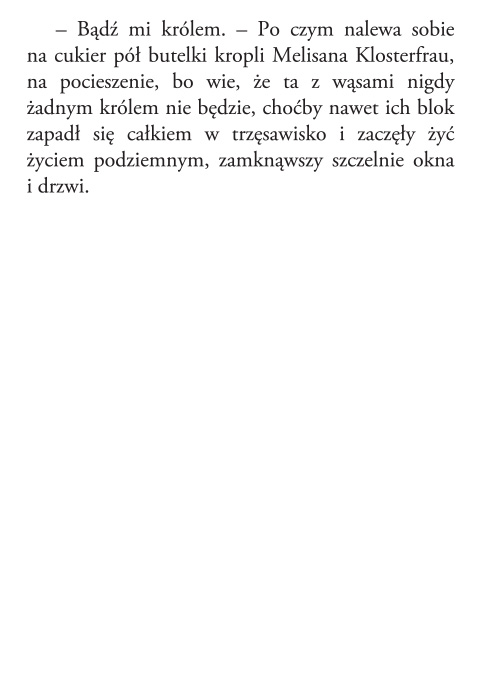 – Bądź mi królem. – Po czym nalewa sobie
na cukier pół butelki kropli Melisana Klosterfrau,
na pocieszenie, bo wie, że ta z wąsami nigdy
żadnym królem nie będzie, choćby nawet ich blok
zapadł się całkiem w trzęsawisko i zaczęły żyć
życiem podziemnym, zamknąwszy szczelnie okna
i drzwi.